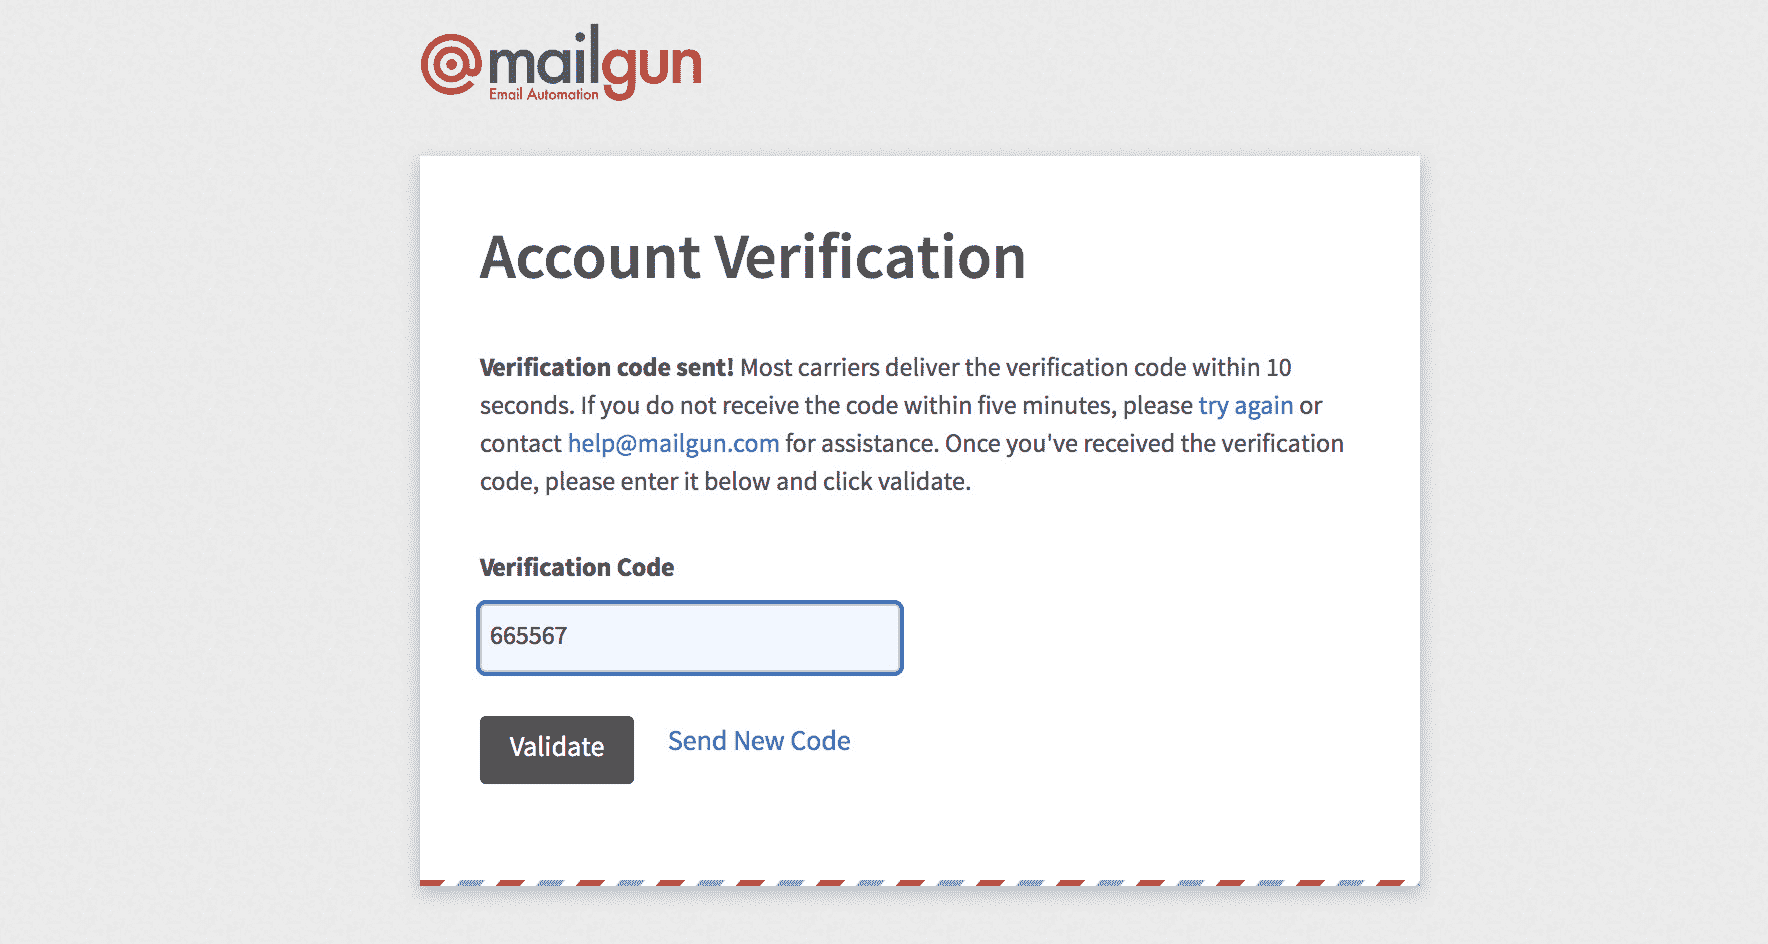 @mailgun
Email Automation
Account Verification
Verification code sent! Most carriers deliver the verification code within 10
seconds. If you do not receive the code within five minutes, please try again or
contact help@mailgun.com for assistance. Once you've received the verification
code, please enter it below and click validate.
Verification Code
665567
Validate
Send New Code